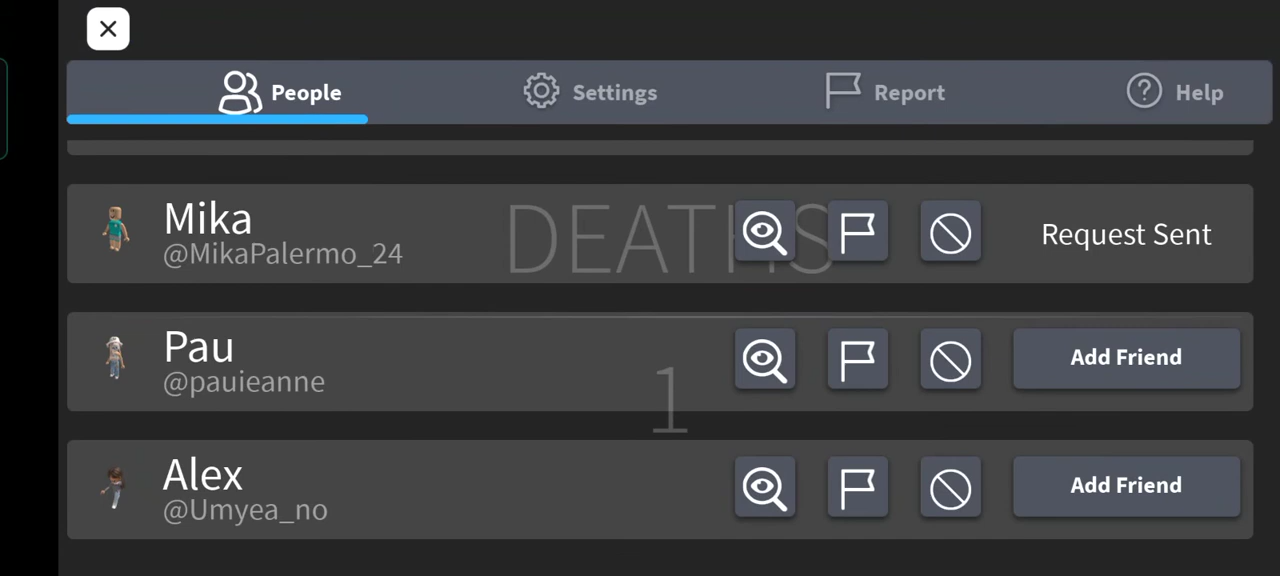 People Settings Report Help
DEATHS
Mika
@MikaPalermo_24
Request Sent
Pau
@pauieanne
Add Friend
1
Alex
@Umyea_no
Add Friend